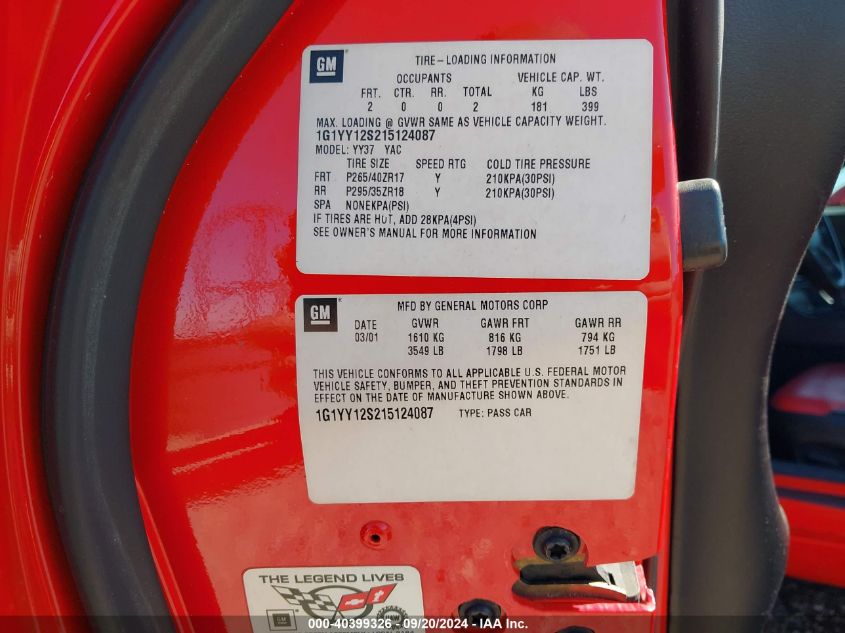 GM
TIRE-LOADING INFORMATION
OCCUPANTS VEHICLE CAP. WT.
FRT. CTR. RR. TOTAL KG LBS
2 0 0 2 181 399
MAX. LOADING @ GVWR SAME AS VEHICLE CAPACITY WEIGHT.
1G1YY12S215124087
MODEL: YY37 YAC
TIRE SIZE SPEED RTG COLD TIRE PRESSURE
FRT P265/40ZR17 Y 210KPA(30PSI)
RR P295/35ZR18 Y 210KPA(30PSI)
SPA NONEKPA(PSI)
IF TIRES ARE HOT, ADD 28KPA(4PSI)
SEE OWNER'S MANUAL FOR MORE INFORMATION
GM
MFD BY GENERAL MOTORS CORP
DATE GVWR GAWR FRT GAWR RR
03/01 1610 KG 816 KG 794 KG
3549 LB 1798 LB 1751 LB
THIS VEHICLE CONFORMS TO ALL APPLICABLE U.S. FEDERAL MOTOR
VEHICLE SAFETY, BUMPER, AND THEFT PREVENTION STANDARDS IN
EFFECT ON THE DATE OF MANUFACTURE SHOWN ABOVE.
1G1YY12S215124087 TYPE: PASS CAR
THE LEGEND LIVES
GM
000-40399326 - 09/20/2024 - IAA Inc.